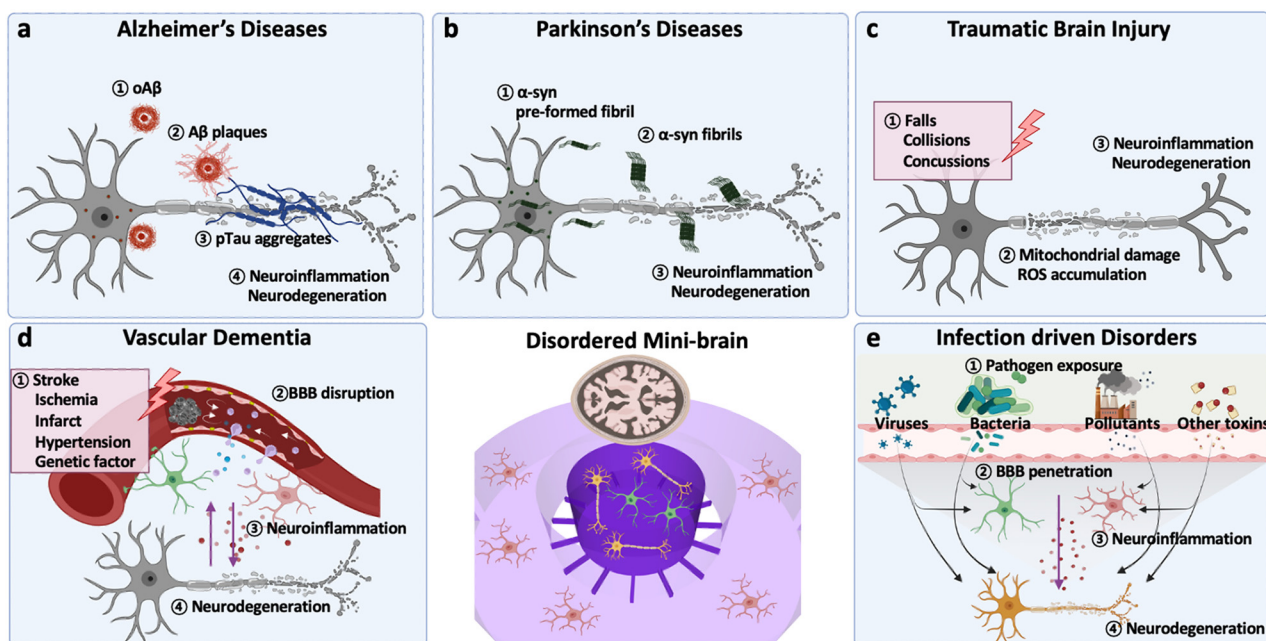 a
Alzheimer's Diseases
① oAβ
② Aβ plaques
③ pTau aggregates
④ Neuroinflammation
Neurodegeneration
b
Parkinson's Diseases
① α-syn
pre-formed fibril
② α-syn fibrils
③ Neuroinflammation
Neurodegeneration
c
Traumatic Brain Injury
① Falls
Collisions
Concussions
② Mitochondrial damage
ROS accumulation
③ Neuroinflammation
Neurodegeneration
d
Vascular Dementia
① Stroke
Ischemia
Infarct
Hypertension
Genetic factor
②BBB disruption
③ Neuroinflammation
④ Neurodegeneration
Disordered Mini-brain
e
Infection driven Disorders
① Pathogen exposure
Viruses
Bacteria
Pollutants
Other toxins
② BBB penetration
③ Neuroinflammation
④ Neurodegeneration